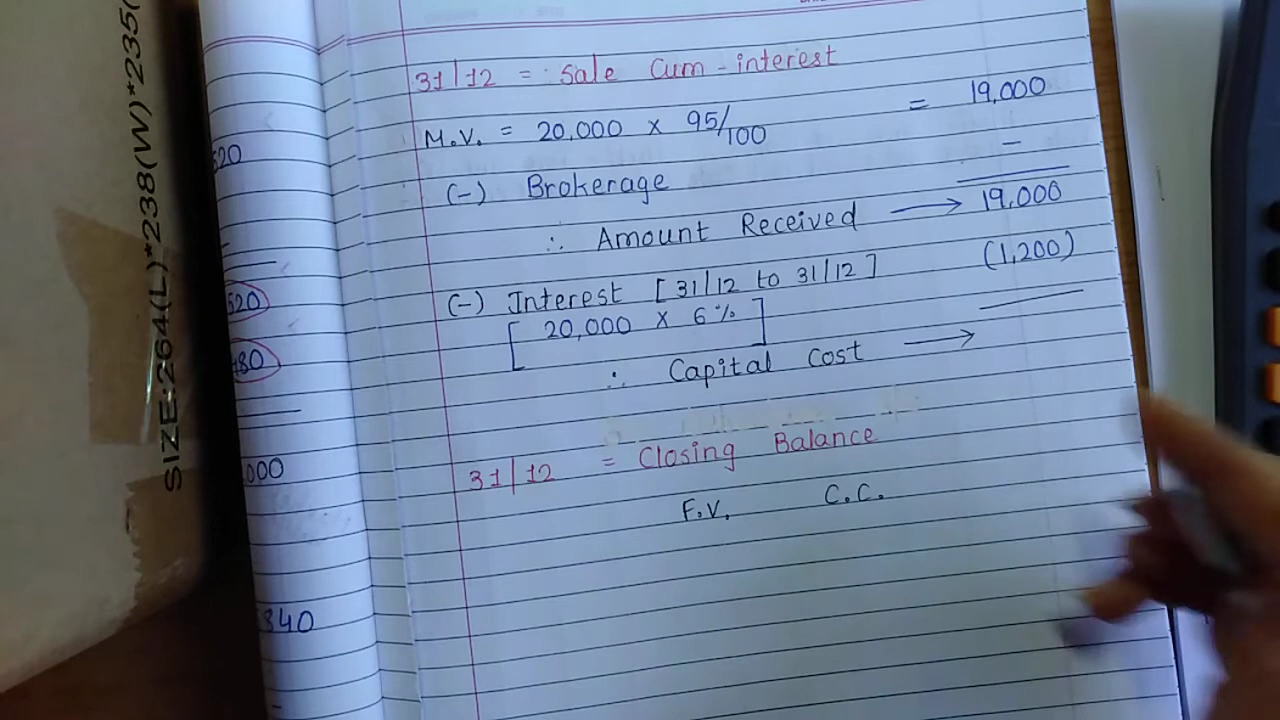 SIZE:264(L)*238(W)*235(
520
520
480
000
340
31/12 = Sale Cum-interest
M.V. = 20,000 x 95/100 = 19,000
(-) Brokerage -
∴ Amount Received → 19,000
(-) Interest [31/12 to 31/12] (1,200)
[20,000 x 6%]
∴ Capital Cost →
31/12 = Closing Balance
F.V. C.C.